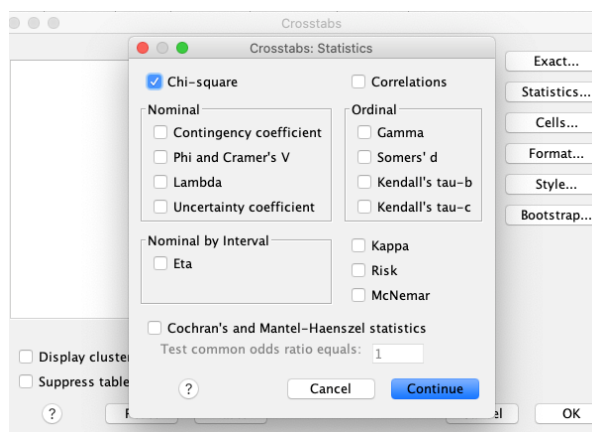 Crosstabs
Crosstabs: Statistics
Exact...
Statistics...
Cells...
Format...
Style...
Bootstrap...
Chi-square
Correlations
Nominal
Contingency coefficient
Phi and Cramer's V
Lambda
Uncertainty coefficient
Ordinal
Gamma
Somers' d
Kendall's tau-b
Kendall's tau-c
Nominal by Interval
Eta
Kappa
Risk
McNemar
Cochran's and Mantel-Haenszel statistics
Test common odds ratio equals: 1
Display cluster
Suppress table
? Cancel Continue
? OK